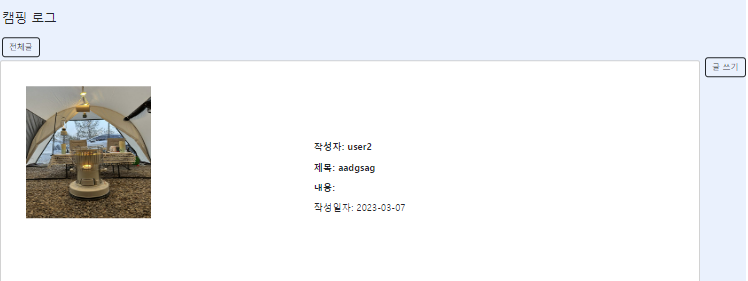 캠핑 로그
전체글
글 쓰기
작성자: user2
제목: aadgsag
내용:
작성일자: 2023-03-07